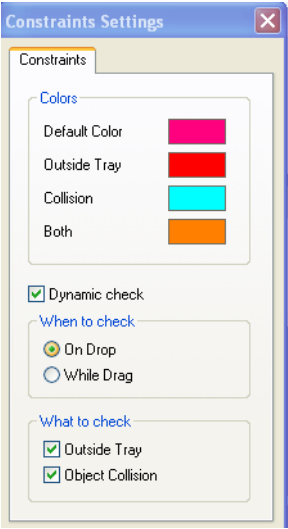 Constraints Settings
Constraints
Colors
Default Color
Outside Tray
Collision
Both
Dynamic check
When to check
On Drop
While Drag
What to check
Outside Tray
Object Collision